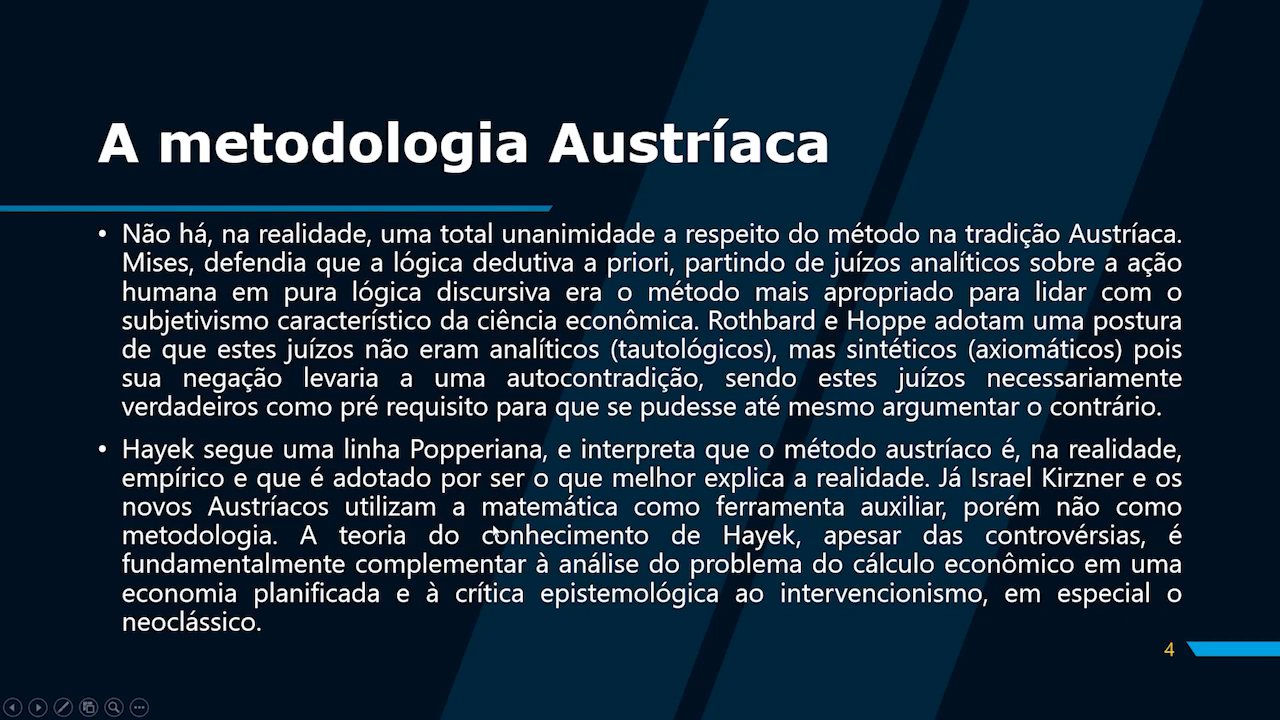 A metodologia Austríaca
• Não há, na realidade, uma total unanimidade a respeito do método na tradição Austríaca.
Mises, defendia que a lógica dedutiva a priori, partindo de juízos analíticos sobre a ação
humana em pura lógica discursiva era o método mais apropriado para lidar com o
subjetivismo característico da ciência econômica. Rothbard e Hoppe adotam uma postura
de que estes juízos não eram analíticos (tautológicos), mas sintéticos (axiomáticos) pois
sua negação levaria a uma autocontradição, sendo estes juízos necessariamente
verdadeiros como pré requisito para que se pudesse até mesmo argumentar o contrário.
• Hayek segue uma linha Popperiana, e interpreta que o método austríaco é, na realidade,
empírico e que é adotado por ser o que melhor explica a realidade. Já Israel Kirzner e os
novos Austríacos utilizam a matemática como ferramenta auxiliar, porém não como
metodologia. A teoria do conhecimento de Hayek, apesar das controvérsias, é
fundamentalmente complementar à análise do problema do cálculo econômico em uma
economia planificada e à crítica epistemológica ao intervencionismo, em especial o
neoclássico.
4